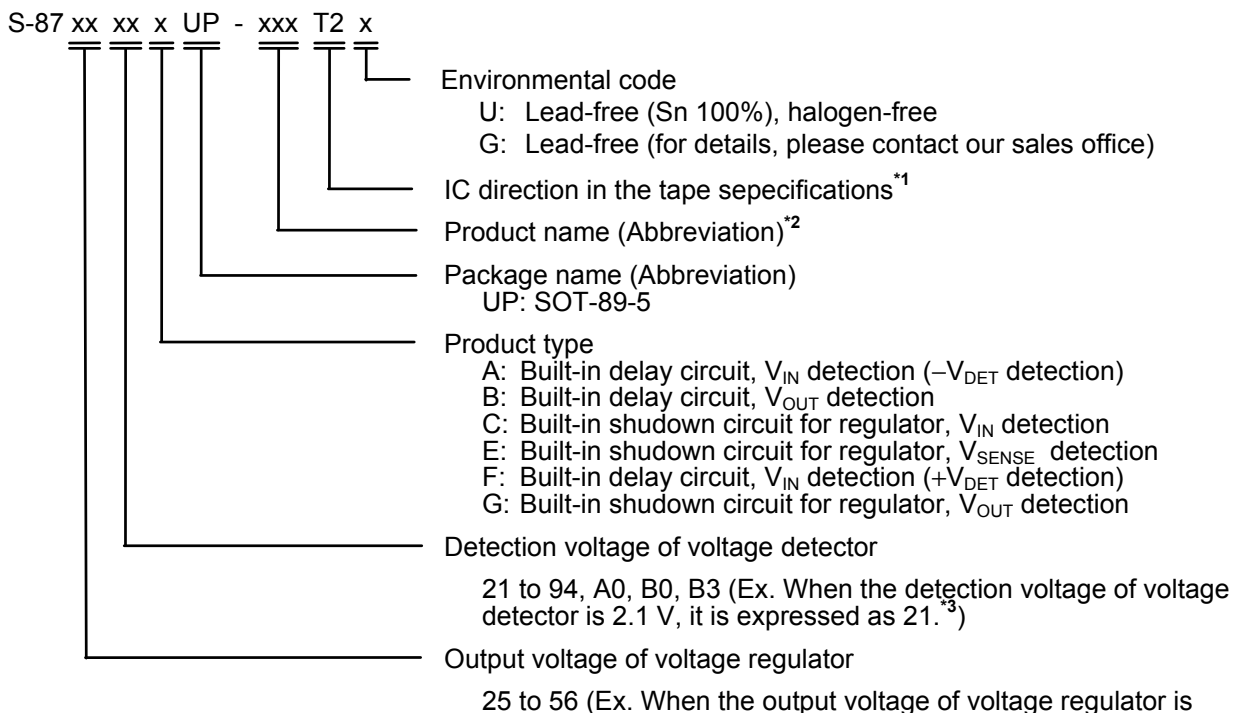 S-87 xx xx x UP - xxx T2 x
Environmental code
U: Lead-free (Sn 100%), halogen-free
G: Lead-free (for details, please contact our sales office)
IC direction in the tape sepecifications*1
Product name (Abbreviation)*2
Package name (Abbreviation)
UP: SOT-89-5
Product type
A: Built-in delay circuit, VIN detection (−VDET detection)
B: Built-in delay circuit, VOUT detection
C: Built-in shudown circuit for regulator, VIN detection
E: Built-in shudown circuit for regulator, VSENSE detection
F: Built-in delay circuit, VIN detection (+VDET detection)
G: Built-in shudown circuit for regulator, VOUT detection
Detection voltage of voltage detector
21 to 94, A0, B0, B3 (Ex. When the detection voltage of voltage
detector is 2.1 V, it is expressed as 21.*3)
Output voltage of voltage regulator
25 to 56 (Ex. When the output voltage of voltage regulator is